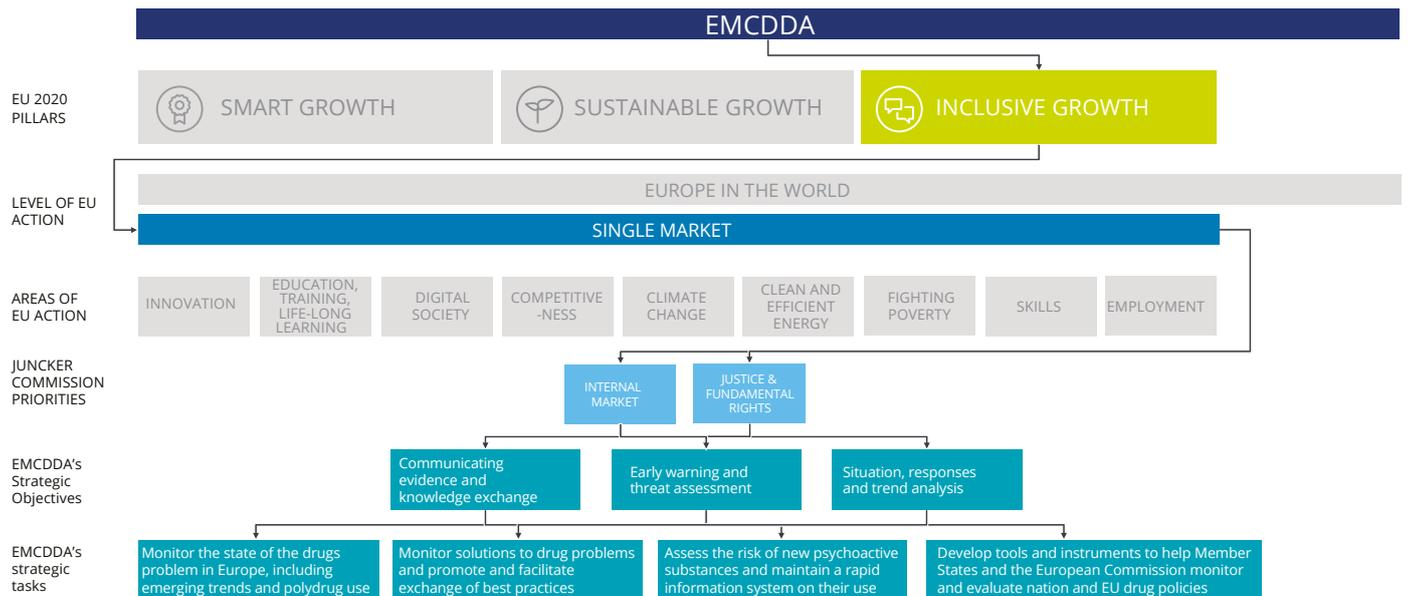 EMCDDA
EU 2020
PILLARS
SMART GROWTH
SUSTAINABLE GROWTH
INCLUSIVE GROWTH
LEVEL OF EU
ACTION
EUROPE IN THE WORLD
SINGLE MARKET
AREAS OF
EU ACTION
INNOVATION
EDUCATION,
TRAINING,
LIFE-LONG
LEARNING
DIGITAL
SOCIETY
COMPETITIVE
-NESS
CLIMATE
CHANGE
CLEAN AND
EFFICIENT
ENERGY
FIGHTING
POVERTY
SKILLS
EMPLOYMENT
JUNCKER
COMMISSION
PRIORITIES
INTERNAL
MARKET
JUSTICE &
FUNDAMENTAL
RIGHTS
EMCDDA’s
Strategic
Objectives
Communicating
evidence and
knowledge exchange
Early warning and
threat assessment
Situation, responses
and trend analysis
EMCDDA’s
strategic
tasks
Monitor the state of the drugs
problem in Europe, including
emerging trends and polydrug use
Monitor solutions to drug problems
and promote and facilitate
exchange of best practices
Assess the risk of new psychoactive
substances and maintain a rapid
information system on their use
Develop tools and instruments to help Member
States and the European Commission monitor
and evaluate nation and EU drug policies